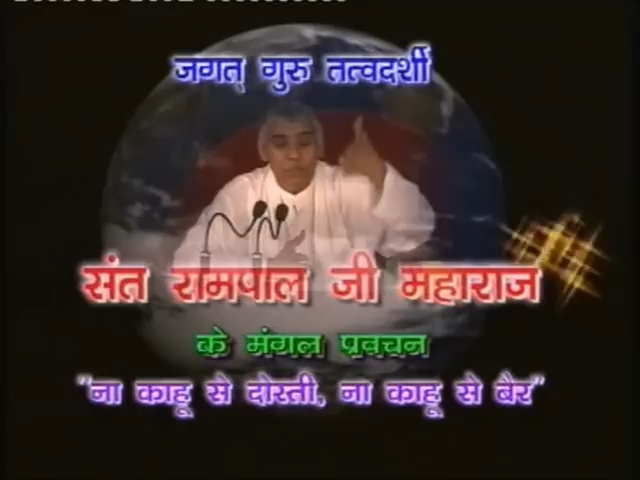 जगत् गुरु तत्वदर्शी
संत रामपाल जी महाराज
के मंगल प्रवचन
"ना काहू से दोस्ती, ना काहू से बैर"